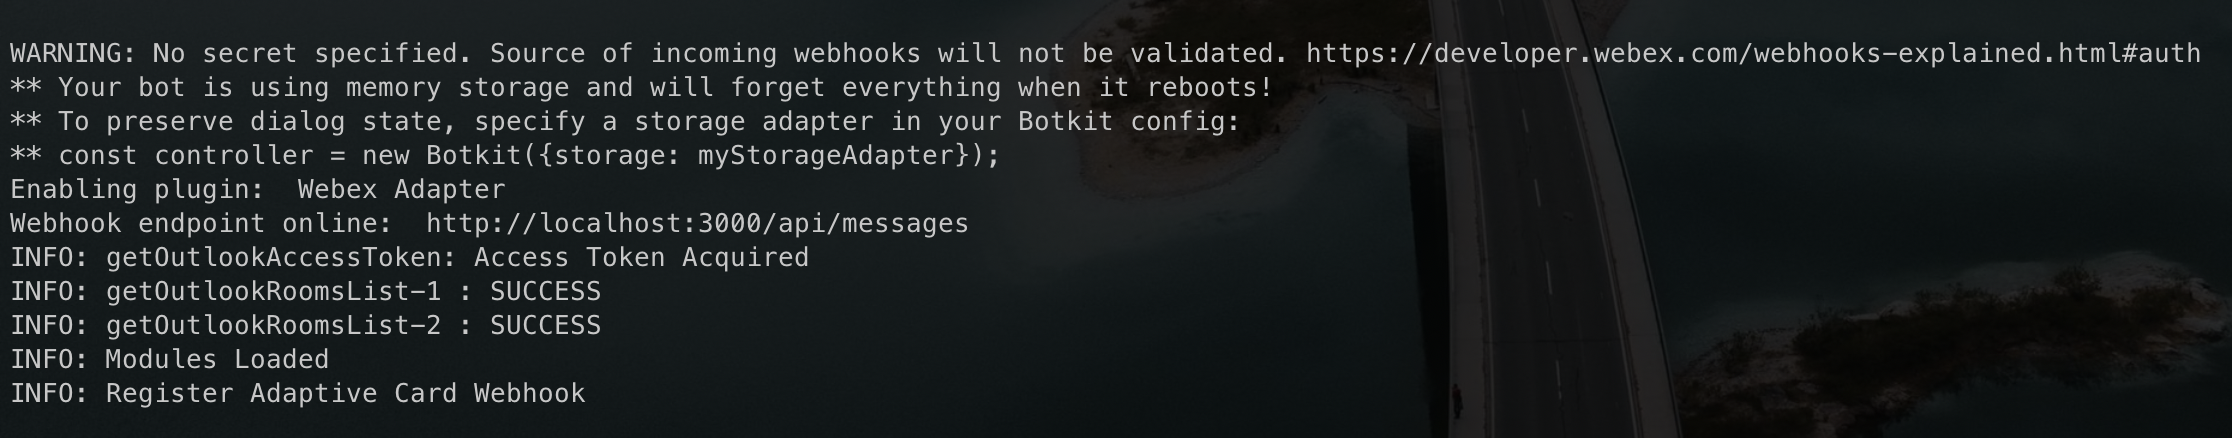 WARNING: No secret specified. Source of incoming webhooks will not be validated. https://developer.webex.com/webhooks-explained.html#auth
** Your bot is using memory storage and will forget everything when it reboots!
** To preserve dialog state, specify a storage adapter in your Botkit config:
** const controller = new Botkit({storage: myStorageAdapter});
Enabling plugin:  Webex Adapter
Webhook endpoint online:  http://localhost:3000/api/messages
INFO: getOutlookAccessToken: Access Token Acquired
INFO: getOutlookRoomsList-1 : SUCCESS
INFO: getOutlookRoomsList-2 : SUCCESS
INFO: Modules Loaded
INFO: Register Adaptive Card Webhook